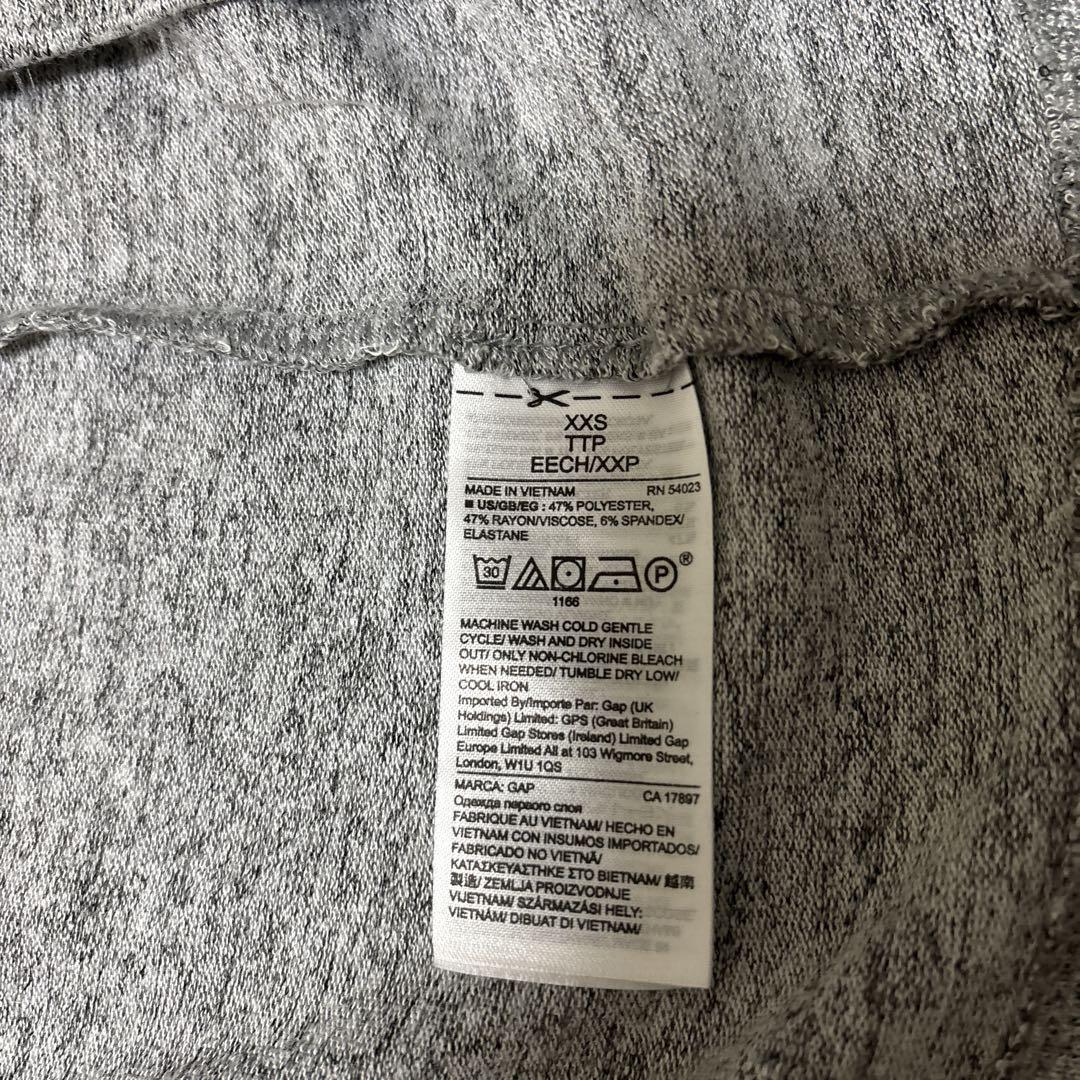 XXS
TTP
EECH/XXP
MADE IN VIETNAM RN 54023
■ US/GB/EG : 47% POLYESTER,
47% RAYON/VISCOSE, 6% SPANDEX/
ELASTANE
30 P ®
1166
MACHINE WASH COLD GENTLE
CYCLE/ WASH AND DRY INSIDE
OUT/ ONLY NON-CHLORINE BLEACH
WHEN NEEDED/ TUMBLE DRY LOW/
COOL IRON
Imported By/Importe Par: Gap (UK
Holdings) Limited: GPS (Great Britain)
Limited Gap Stores (Ireland) Limited Gap
Europe Limited All at 103 Wigmore Street,
London, W1U 1QS
MARCA: GAP CA 17897
Одежда первого слоя
FABRIQUE AU VIETNAM/ HECHO EN
VIETNAM CON INSUMOS IMPORTADOS/
FABRICADO NO VIETNÃ/
ΚΑΤΑΣΚΕΥΑΣΤΗΚΕ ΣΤΟ ΒΙΕΤΝΑΜ/ 越南
製造/ ZEMLJA PROIZVODNJE
VIJETNAM/ SZÁRMAZÁSI HELY:
VIETNÁM/ DIBUAT DI VIETNAM/